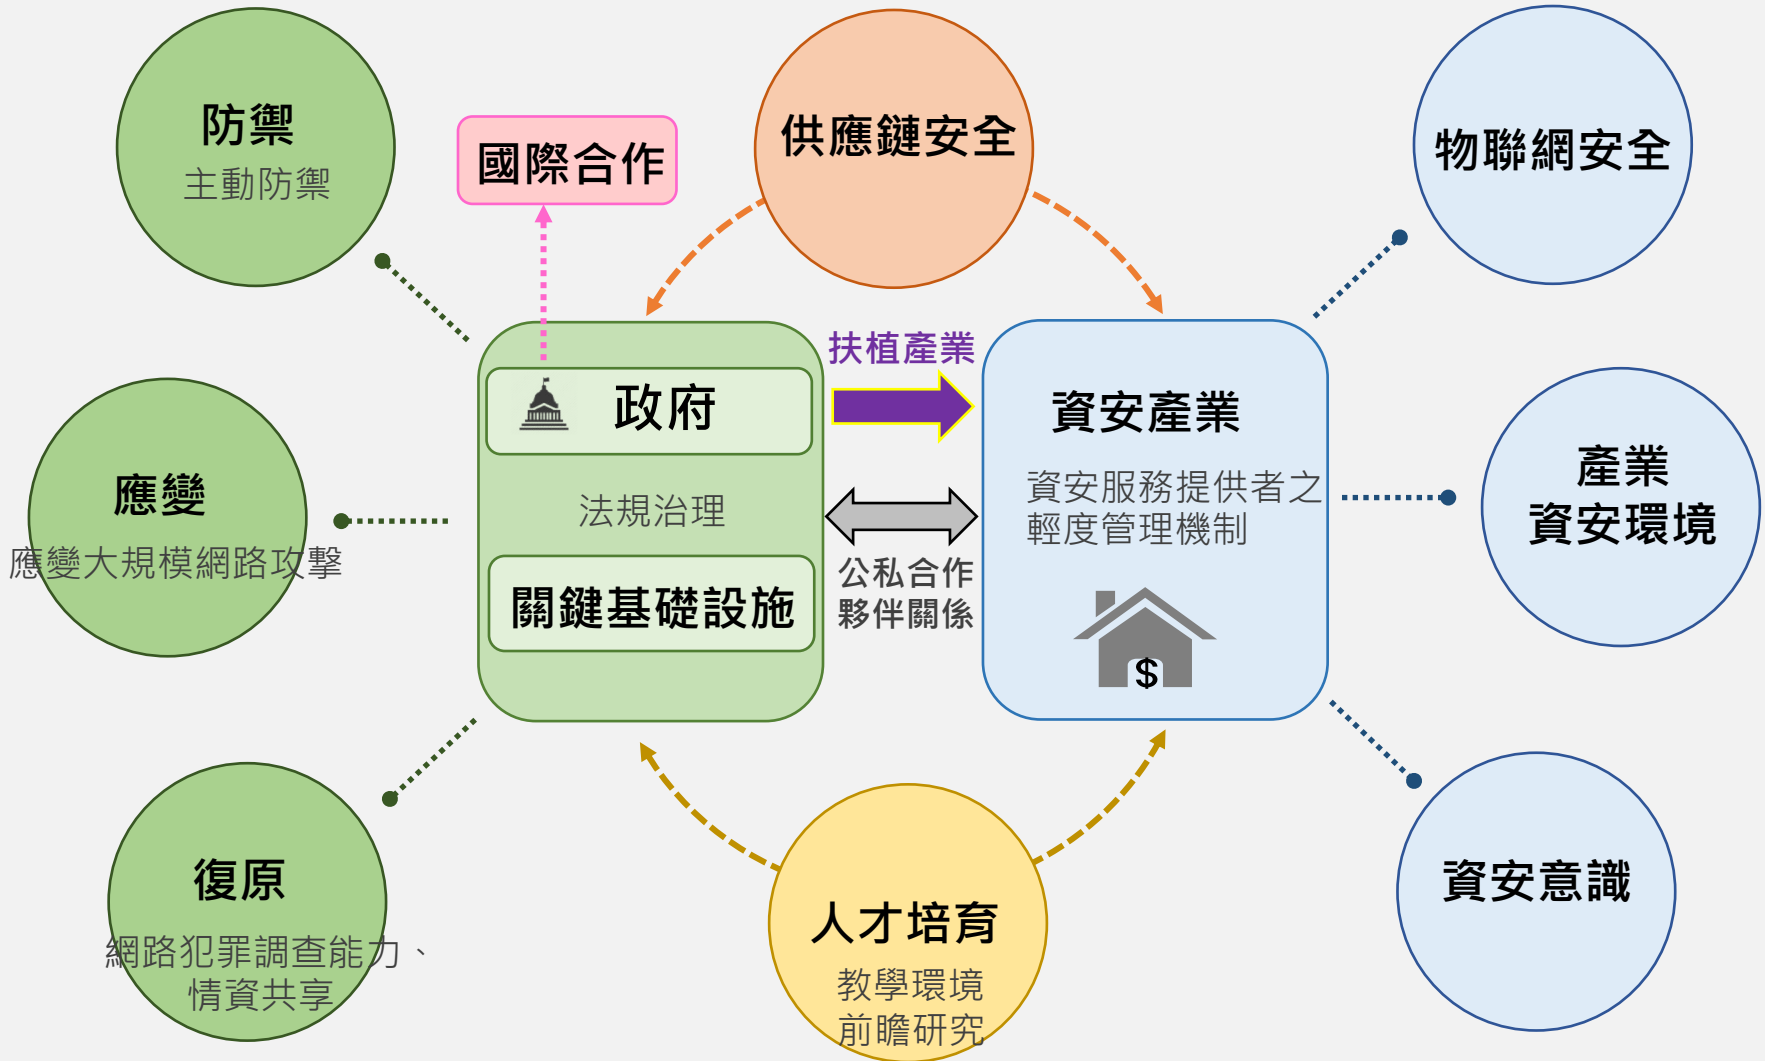 防禦
主動防禦
國際合作
供應鏈安全
物聯網安全
扶植產業
政府
資安產業
法規治理
資安服務提供者之
輕度管理機制
應變
應變大規模網路攻擊
產業
資安環境
關鍵基礎設施
公私合作
夥伴關係
$
復原
網路犯罪調查能力、
情資共享
人才培育
教學環境
前瞻研究
資安意識